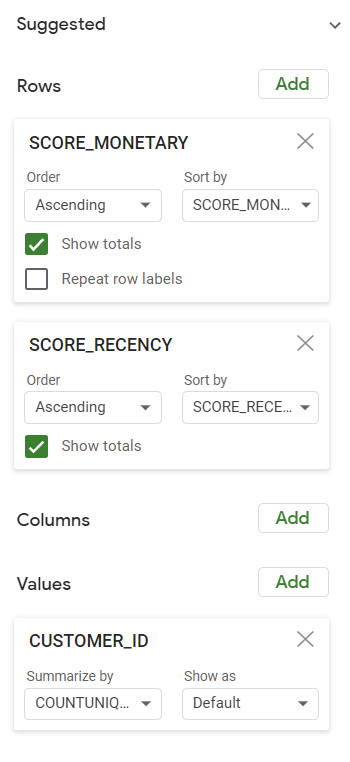 Suggested
Rows Add
SCORE_MONETARY
Order Sort by
Ascending SCORE_MON...
Show totals
Repeat row labels
SCORE_RECENCY
Order Sort by
Ascending SCORE_RECE...
Show totals
Columns Add
Values Add
CUSTOMER_ID
Summarize by Show as
COUNTUNIQ... Default